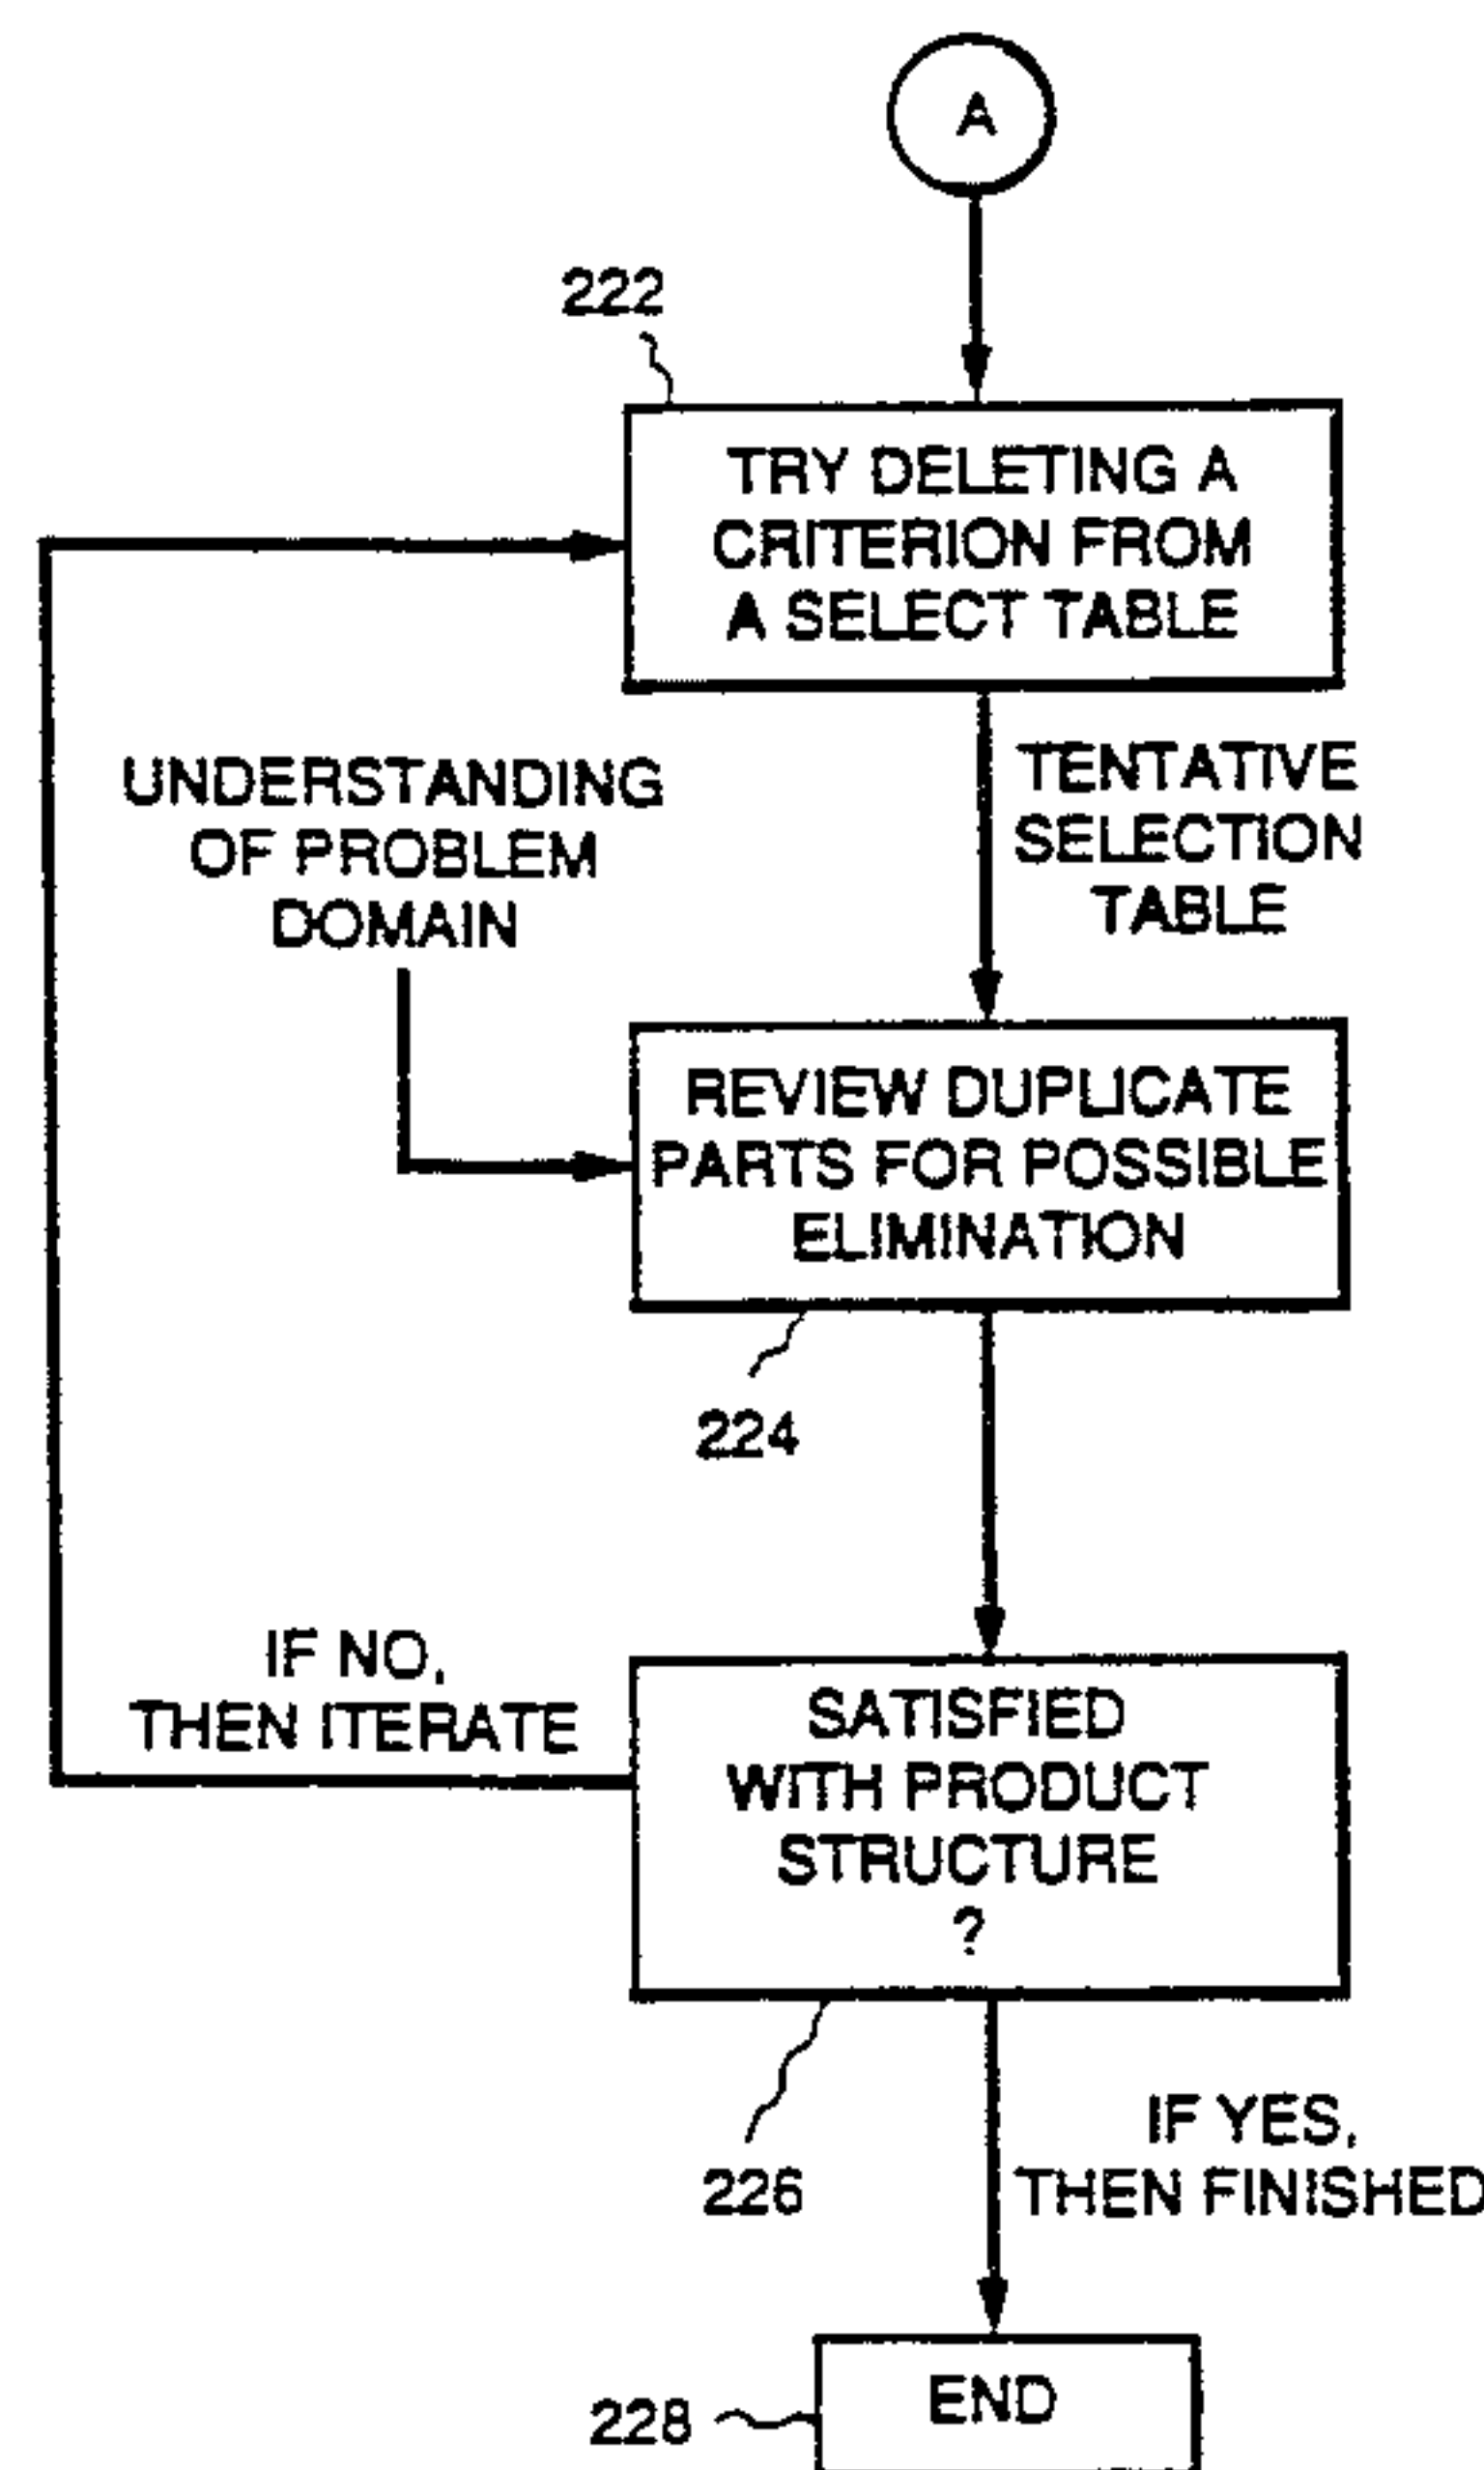 A
222
TRY DELETING A
CRITERION FROM
A SELECT TABLE
UNDERSTANDING
OF PROBLEM
DOMAIN
TENTATIVE
SELECTION
TABLE
REVIEW DUPLICATE
PARTS FOR POSSIBLE
ELIMINATION
224
IF NO,
THEN ITERATE
SATISFIED
WITH PRODUCT
STRUCTURE
?
226
IF YES,
THEN FINISHED
228
END